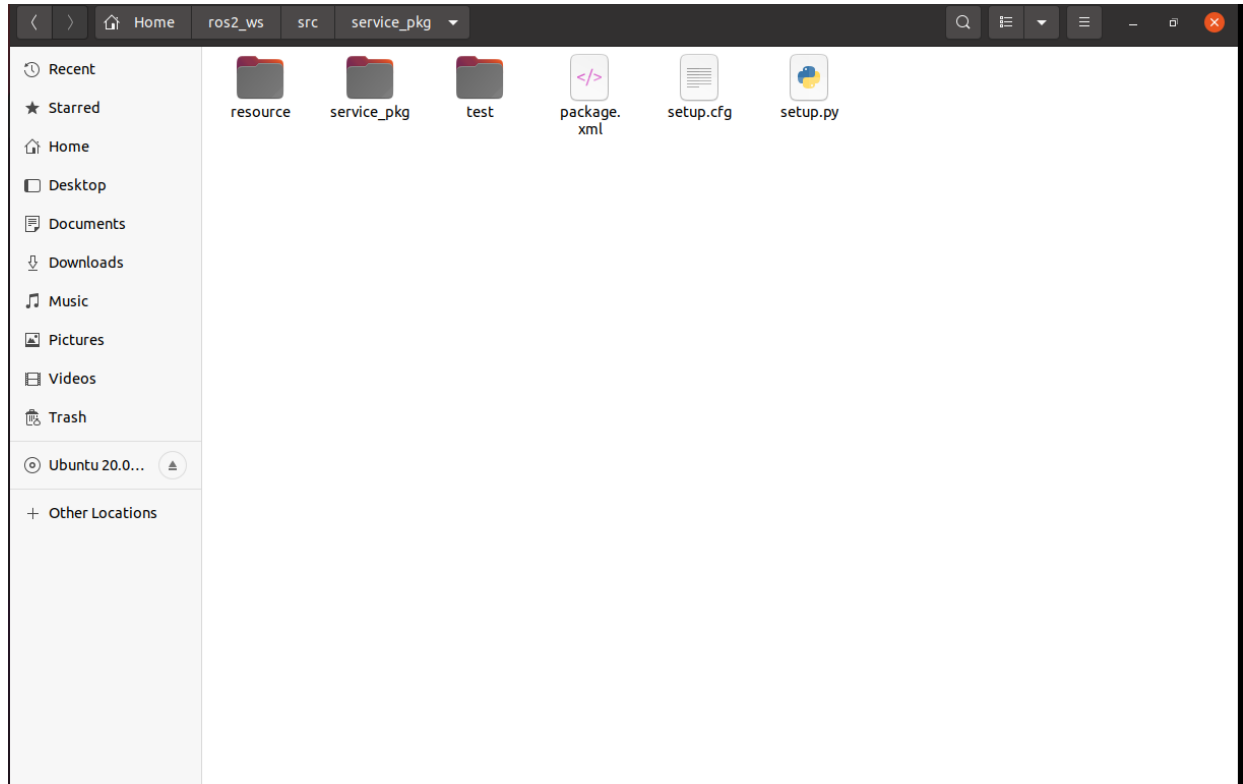 Home ros2_ws src service_pkg
Recent
Starred
Home
Desktop
Documents
Downloads
Music
Pictures
Videos
Trash
Ubuntu 20.0...
Other Locations
resource service_pkg test package. setup.cfg setup.py
xml